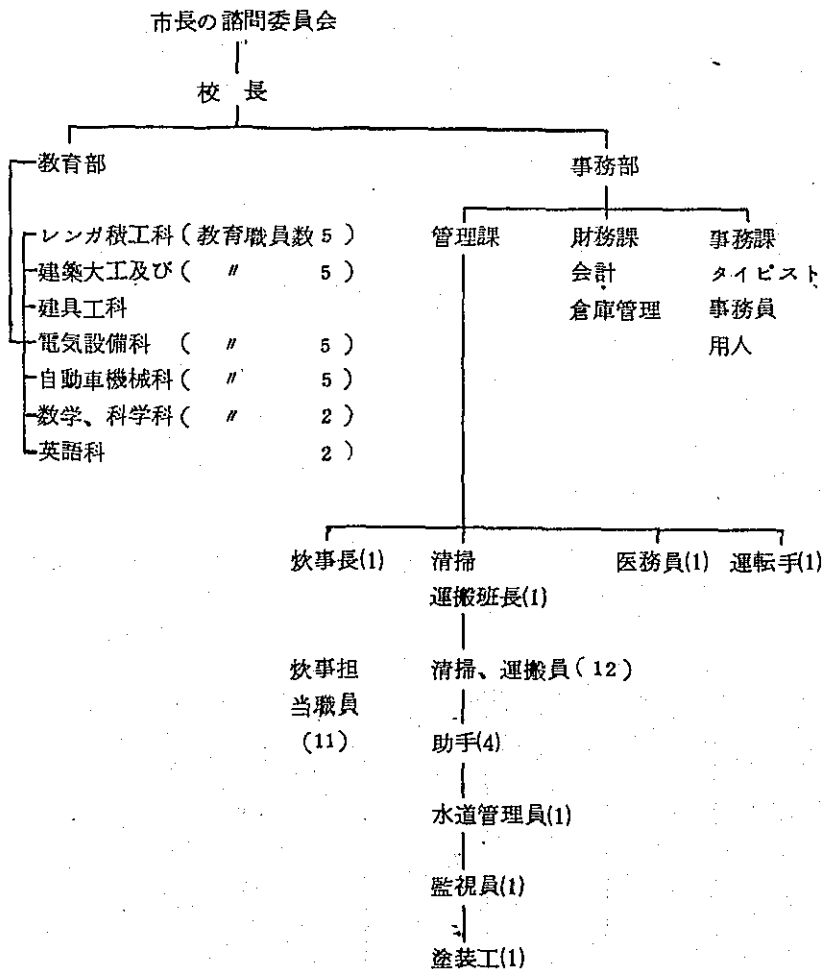 市長の諮問委員会
校 長
教育部
事務部
レンガ積工科(教育職員数 5 )
建築大工及び( 〃 5 )
建具工科
電気設備科 ( 〃 5 )
自動車機械科( 〃 5 )
数学、科学科( 〃 2 )
英語科 2 )
管理課
財務課
会計
倉庫管理
事務課
タイピスト
事務員
用人
炊事長(1)
清掃
運搬班長(1)
医務員(1)
運転手(1)
炊事担
当職員
(11)
清掃、運搬員(12)
助手(4)
水道管理員(1)
監視員(1)
塗装工(1)